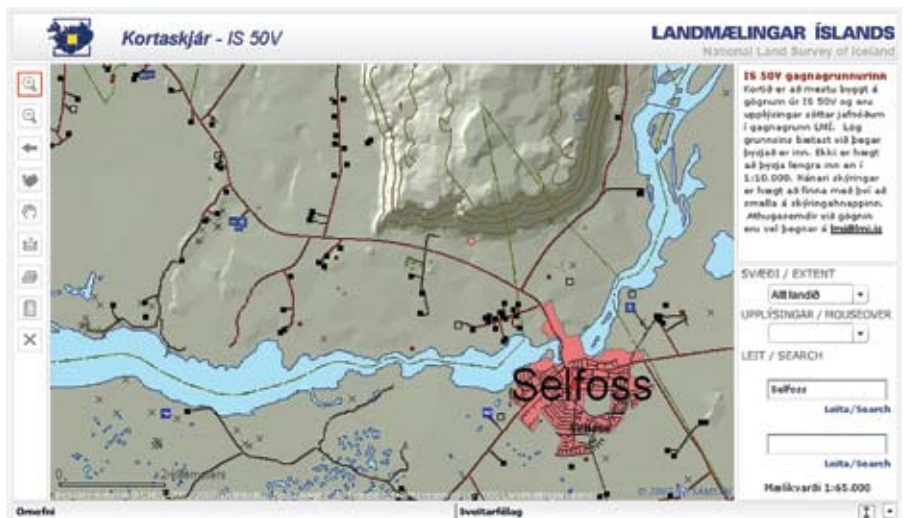 Kortaskjár - IS 50V
LANDMÆLINGAR ÍSLANDS
National Land Survey of Iceland
IS 50V gagnagrunnurinn
Kortið er að mestu byggt á
gögnum úr IS 50V og eru
upplýsingar sóttar jafnóðum
í gagnagrunn LMÍ. Lög
grunnsins bætast við þegar
þysjað er inn. Ekki er hægt
að þysja lengra inn en í
1:10.000. Nánari skýringar
er hægt að finna með því að
smella á skýringahnappinn.
Athugasemdir við gögnin
eru vel þegnar á lmi@lmi.is
SVÆÐI / EXTENT
Allt landið
UPPLÝSINGAR / MOUSEOVER
LEIT / SEARCH
Selfoss
Leita/Search
Leita/Search
Mælikvarði 1:65.000
Selfoss
Selfoss
0
Örnefni
Sveitarfélag